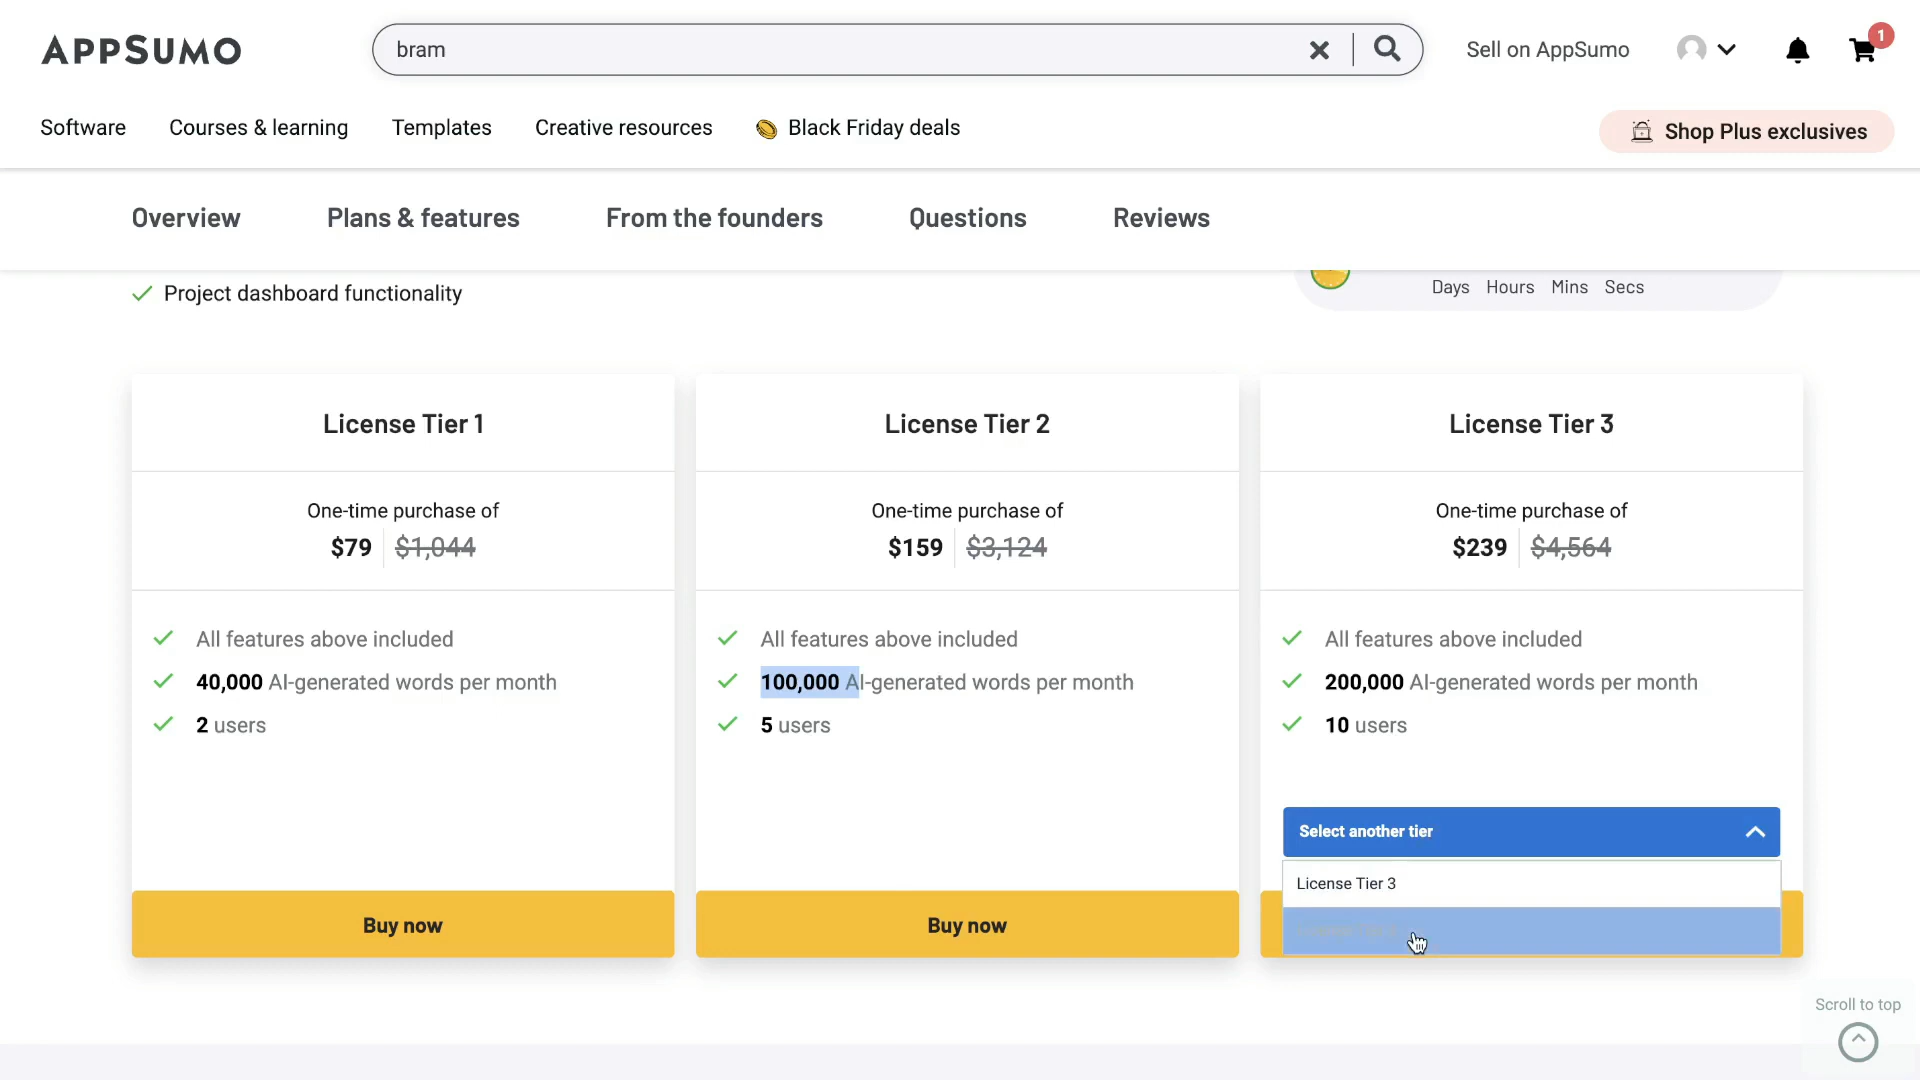 APPSUMO
bram
Sell on AppSumo
1
Software
Courses & learning
Templates
Creative resources
Black Friday deals
Shop Plus exclusives
Overview
Plans & features
From the founders
Questions
Reviews
Project dashboard functionality
Days Hours Mins Secs
License Tier 1
One-time purchase of
$79 $1,044
All features above included
40,000 AI-generated words per month
2 users
Buy now
License Tier 2
One-time purchase of
$159 $3,124
All features above included
100,000 AI-generated words per month
5 users
Buy now
License Tier 3
One-time purchase of
$239 $4,564
All features above included
200,000 AI-generated words per month
10 users
Select another tier
License Tier 3
Scroll to top